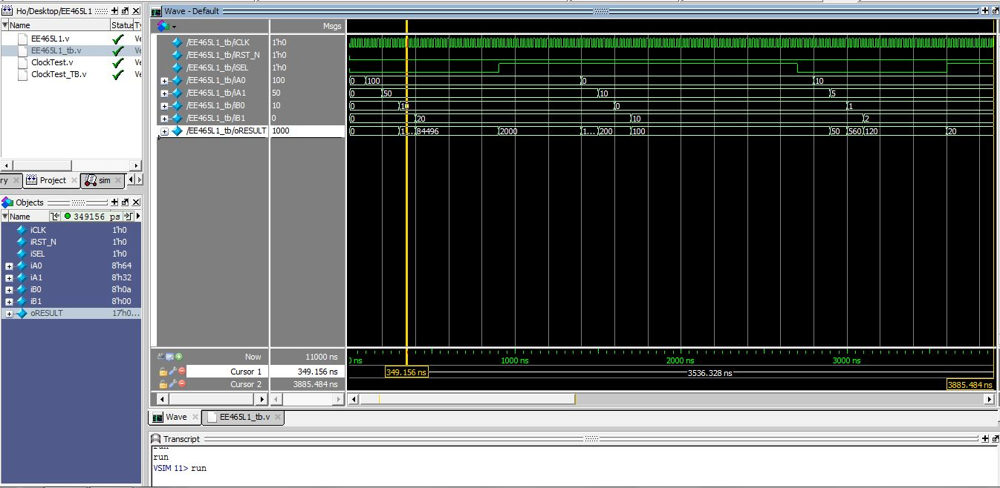 Ho/Desktop/EE465L1
Name Status
EE465L1.v
EE465L1_tb.v
ClockTest.v
ClockTest_TB.v
ry Project sim
Objects
Name 349156 ps
iCLK 1'h0
iRST_N 1'h0
iSEL 1'h0
iA0 8'h64
iA1 8'h32
iB0 8'h0a
iB1 8'h00
oRESULT 17'h0...
Wave - Default
Msgs
/EE465L1_tb/iCLK 1'h0
/EE465L1_tb/iRST_N 1'h0
/EE465L1_tb/iSEL 1'h0
/EE465L1_tb/iA0 100 0 100 0 10
/EE465L1_tb/iA1 50 0 50 10 5
/EE465L1_tb/iB0 10 0 10 0 1
/EE465L1_tb/iB1 0 0 20 10 2
/EE465L1_tb/oRESULT 1000 0 1... 84496 2000 1... 200 100 50 560 120 20
Now 11000 ns ns 1000 ns 2000 ns 3000 ns
Cursor 1 349.156 ns 349.156 ns 3536.328 ns
Cursor 2 3885.484 ns 3885.484 ns
Wave EE465L1_tb.v
Transcript
run
run
VSIM 11> run